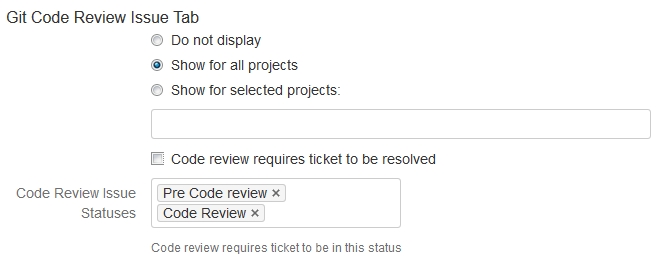 Git Code Review Issue Tab
Do not display
Show for all projects
Show for selected projects:
Code review requires ticket to be resolved
Code Review Issue
Statuses
Pre Code review ×
Code Review ×
Code review requires ticket to be in this status